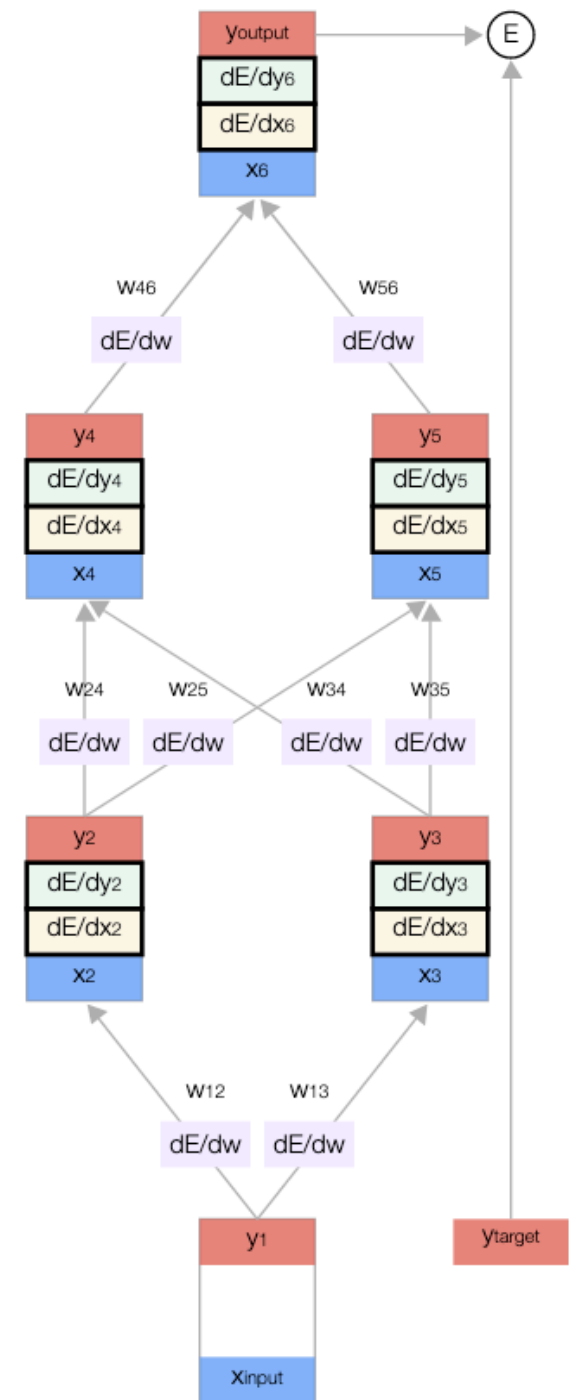 youtput E
dE/dy6
dE/dx6
x6
w46 w56
dE/dw dE/dw
y4 y5
dE/dy4 dE/dy5
dE/dx4 dE/dx5
x4 x5
w24 w25 w34 w35
dE/dw dE/dw dE/dw dE/dw
y2 y3
dE/dy2 dE/dy3
dE/dx2 dE/dx3
x2 x3
w12 w13
dE/dw dE/dw
y1 ytarget
xinput